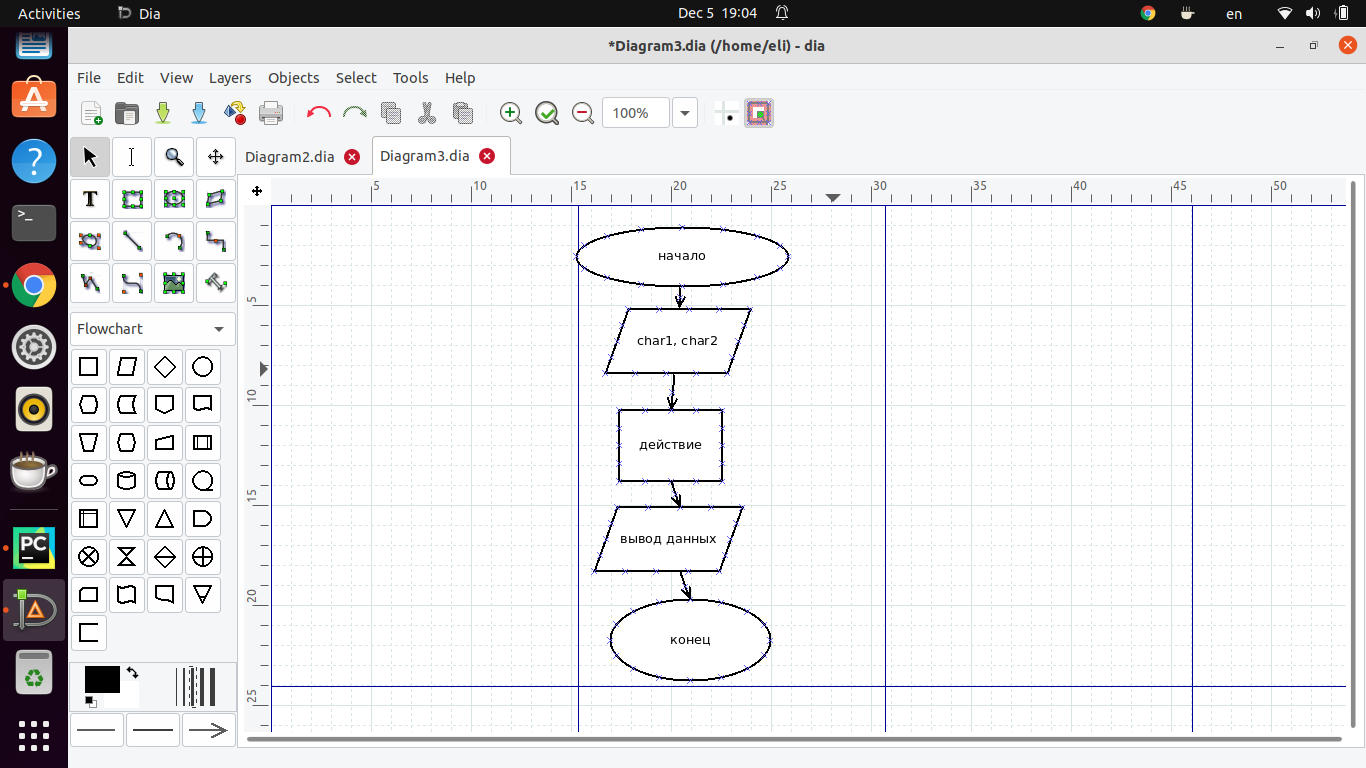 Activities
Dia
Dec 5 19:04
en
*Diagram3.dia (/home/eli) - dia
File Edit View Layers Objects Select Tools Help
100%
Diagram2.dia
Diagram3.dia
5 10 15 20 25 30 35 40 45 50
T
Flowchart
>_
PC
5
10
15
20
25
начало
char1, char2
действие
вывод данных
конец